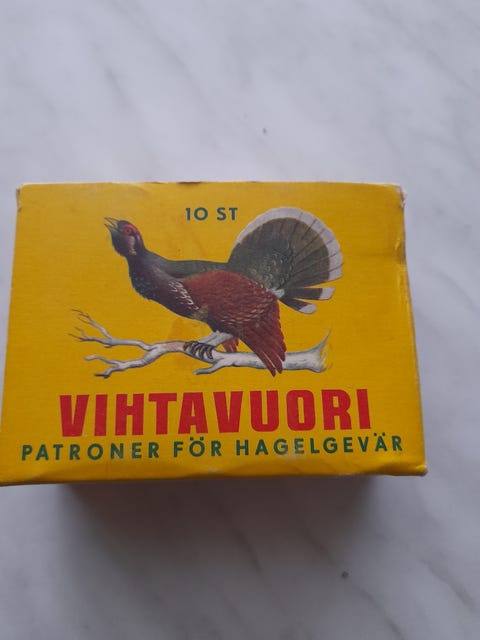 10 ST
VIHTAVUORI
PATRONER FÖR HAGELGEVÄR